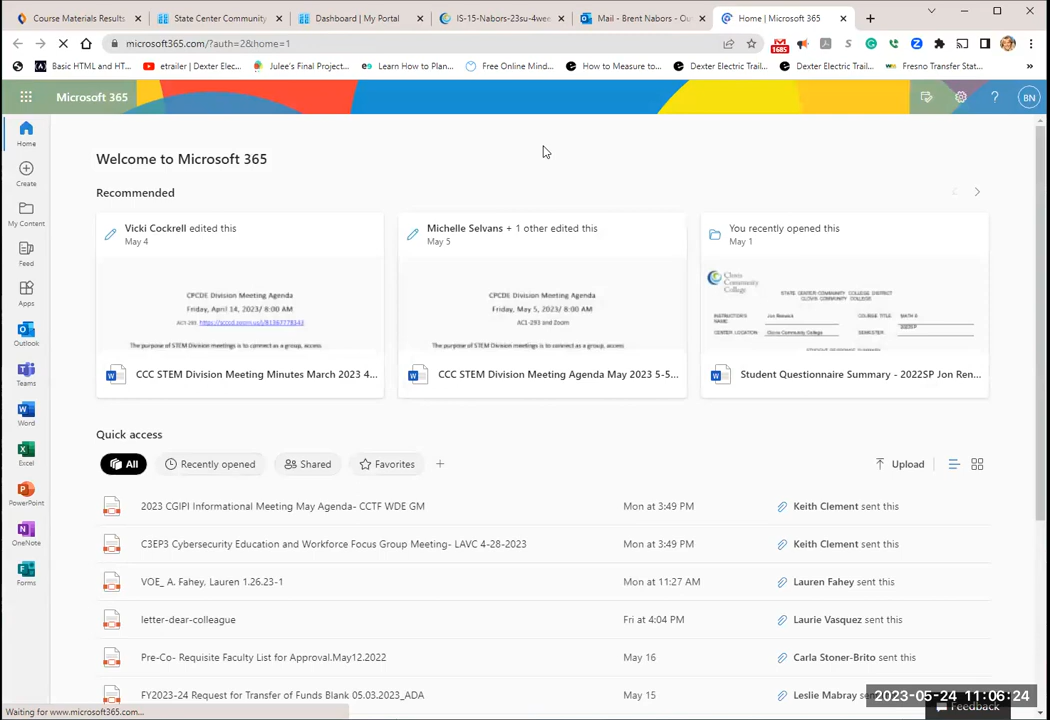 Course Materials Results
State Center Community
Dashboard | My Portal
IS-15-Nabors-23su-4wee
Mail - Brent Nabors - Ou
Home | Microsoft 365
microsoft365.com/?auth=2&home=1
1685
Basic HTML and HT...
etrailer | Dexter Elec...
Julee's Final Project...
Learn How to Plan...
Free Online Mind...
How to Measure to...
Dexter Electric Trail...
Dexter Electric Trai...
Fresno Transfer Stat...
Microsoft 365
BN
Home
Create
My Content
Feed
Apps
Outlook
Teams
Word
Excel
PowerPoint
OneNote
Forms
Welcome to Microsoft 365
Recommended
Vicki Cockrell edited this
May 4
CPCDE Division Meeting Agenda
Friday, April 14, 2023/ 8:00 AM
The purpose of STEM Division meetings is to connect as a group, access
CCC STEM Division Meeting Minutes March 2023 4...
Michelle Selvans + 1 other edited this
May 5
CPCDE Division Meeting Agenda
Friday, May 5, 2023/ 8:00 AM
AC1-293 and Zoom
The purpose of STEM Division meetings is to connect as a group, access
CCC STEM Division Meeting Agenda May 2023 5-5...
You recently opened this
May 1
Clovis
Community
College
STATE CENTER COMMUNITY COLLEGE DISTRICT
CLOVIS COMMUNITY COLLEGE
INSTRUCTOR'S
NAME:
COURSE TITLE:
CENTER LOCATION:
Clovis Community College
SEMESTER:
Student Questionnaire Summary - 2022SP Jon Ren...
Quick access
All
Recently opened
Shared
Favorites
Upload
2023 CGIPI Informational Meeting May Agenda- CCTF WDE GM
Mon at 3:49 PM
Keith Clement sent this
C3EP3 Cybersecurity Education and Workforce Focus Group Meeting- LAVC 4-28-2023
Mon at 3:49 PM
Keith Clement sent this
VOE_ A. Fahey, Lauren 1.26.23-1
Mon at 11:27 AM
Lauren Fahey sent this
letter-dear-colleague
Fri at 4:04 PM
Laurie Vasquez sent this
Pre-Co- Requisite Faculty List for Approval.May12.2022
May 16
Carla Stoner-Brito sent this
FY2023-24 Request for Transfer of Funds Blank 05.03.2023_ADA
May 15
Leslie Mabray sent this
2023-05-24 11:06:24
Feedback
Waiting for www.microsoft365.com...